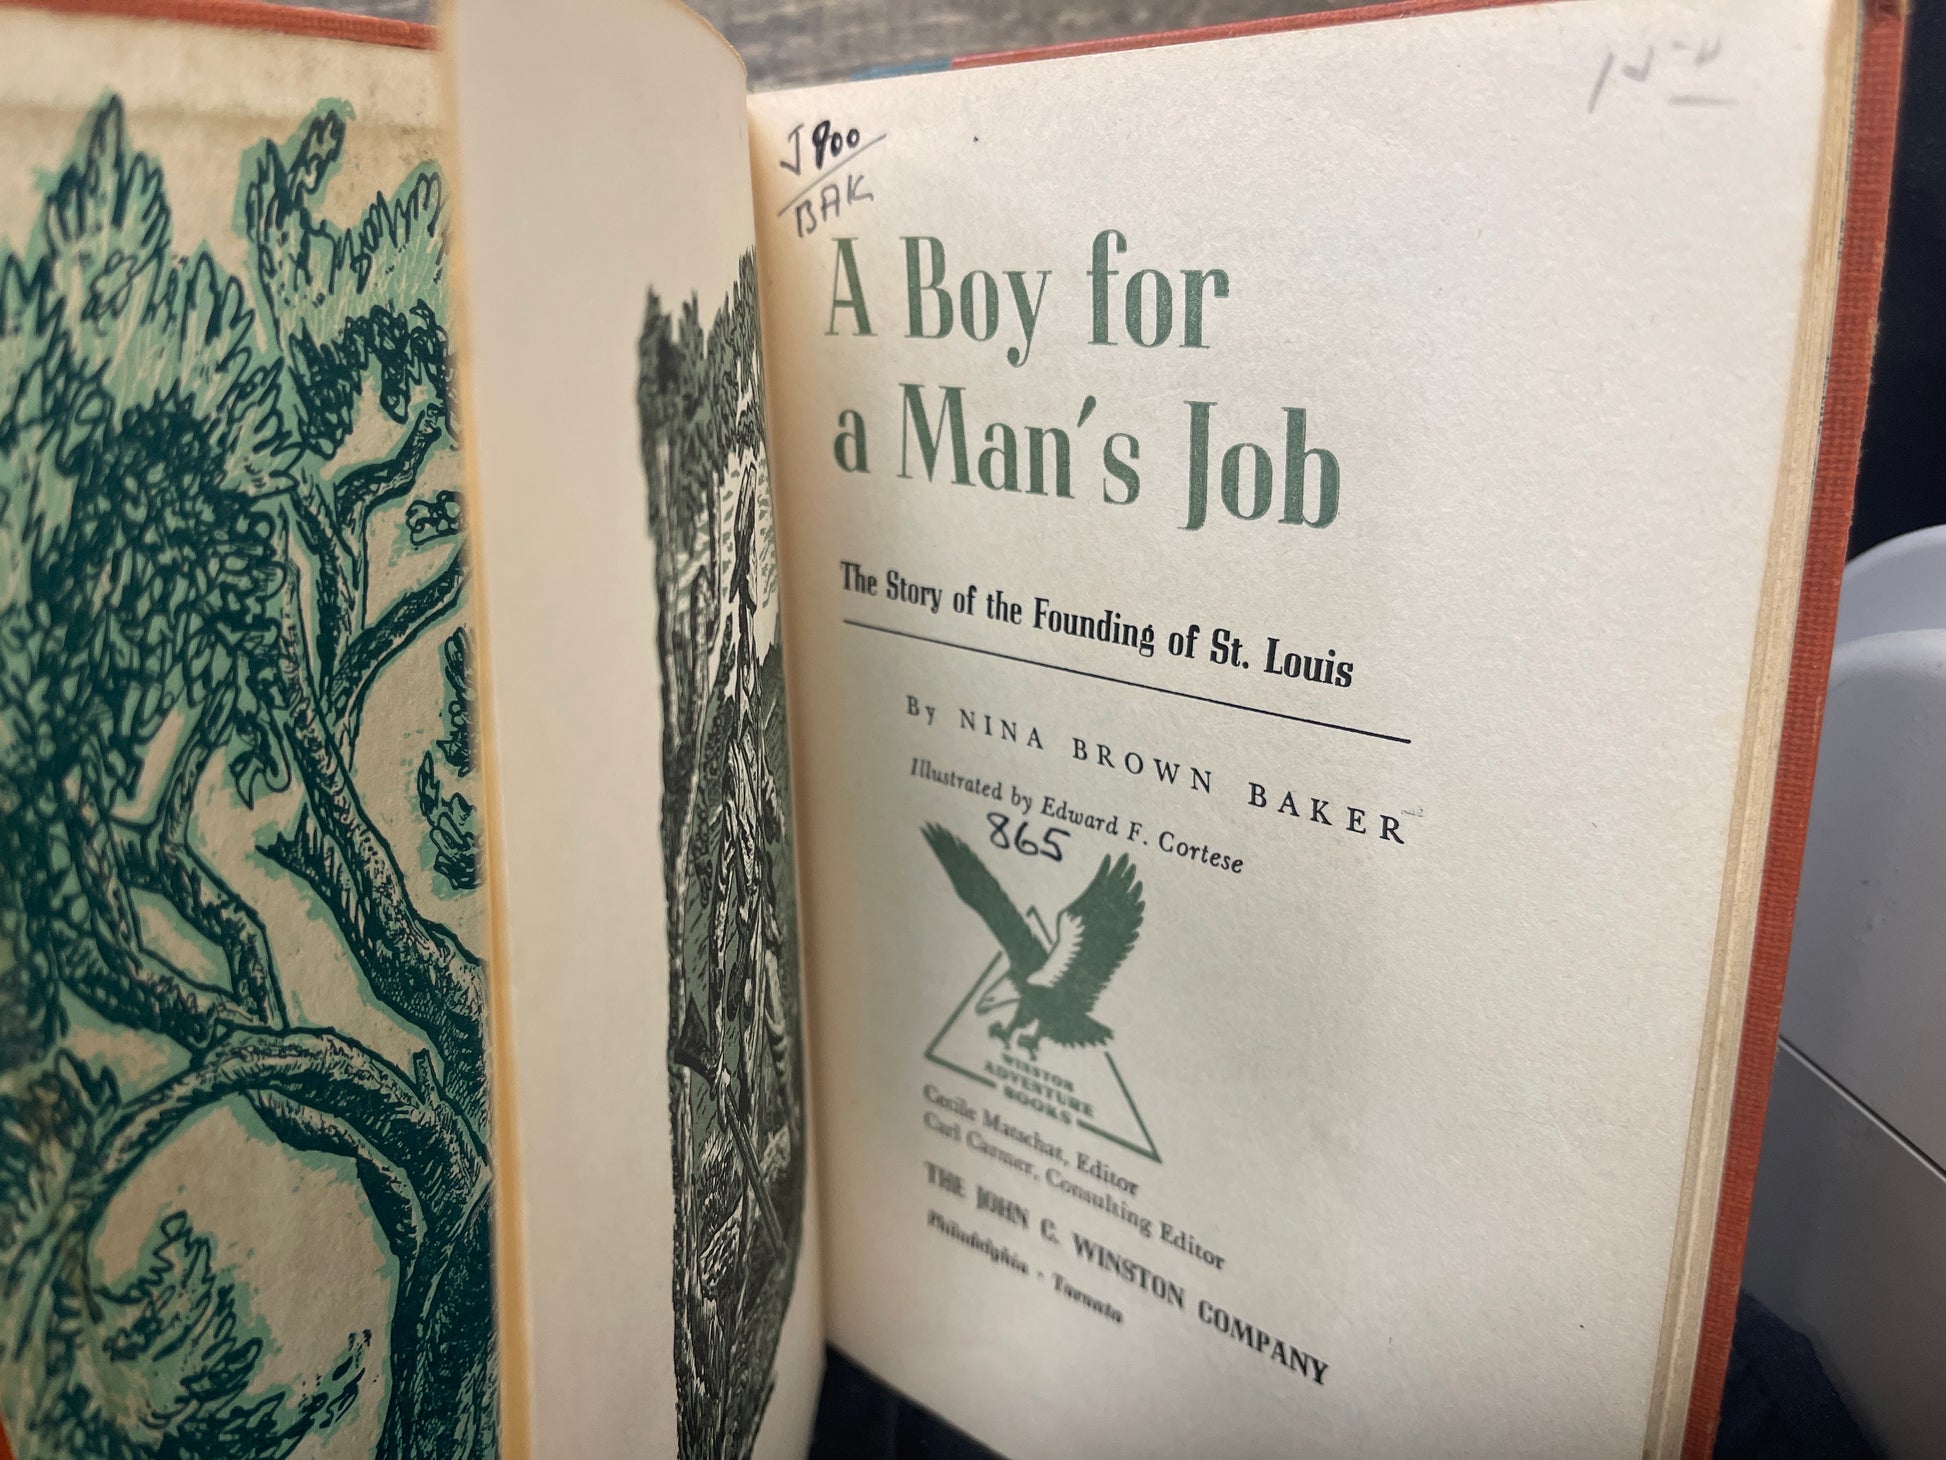 J 900
BAK
A Boy for
a Man's Job
The Story of the Founding of St. Louis
By NINA BROWN BAKER
Illustrated by Edward F. Cortese
865
WINSTON
ADVENTURE
BOOKS
Cecile Matschat, Editor
Carl Carmer, Consulting Editor
THE JOHN C. WINSTON COMPANY
Philadelphia • Toronto